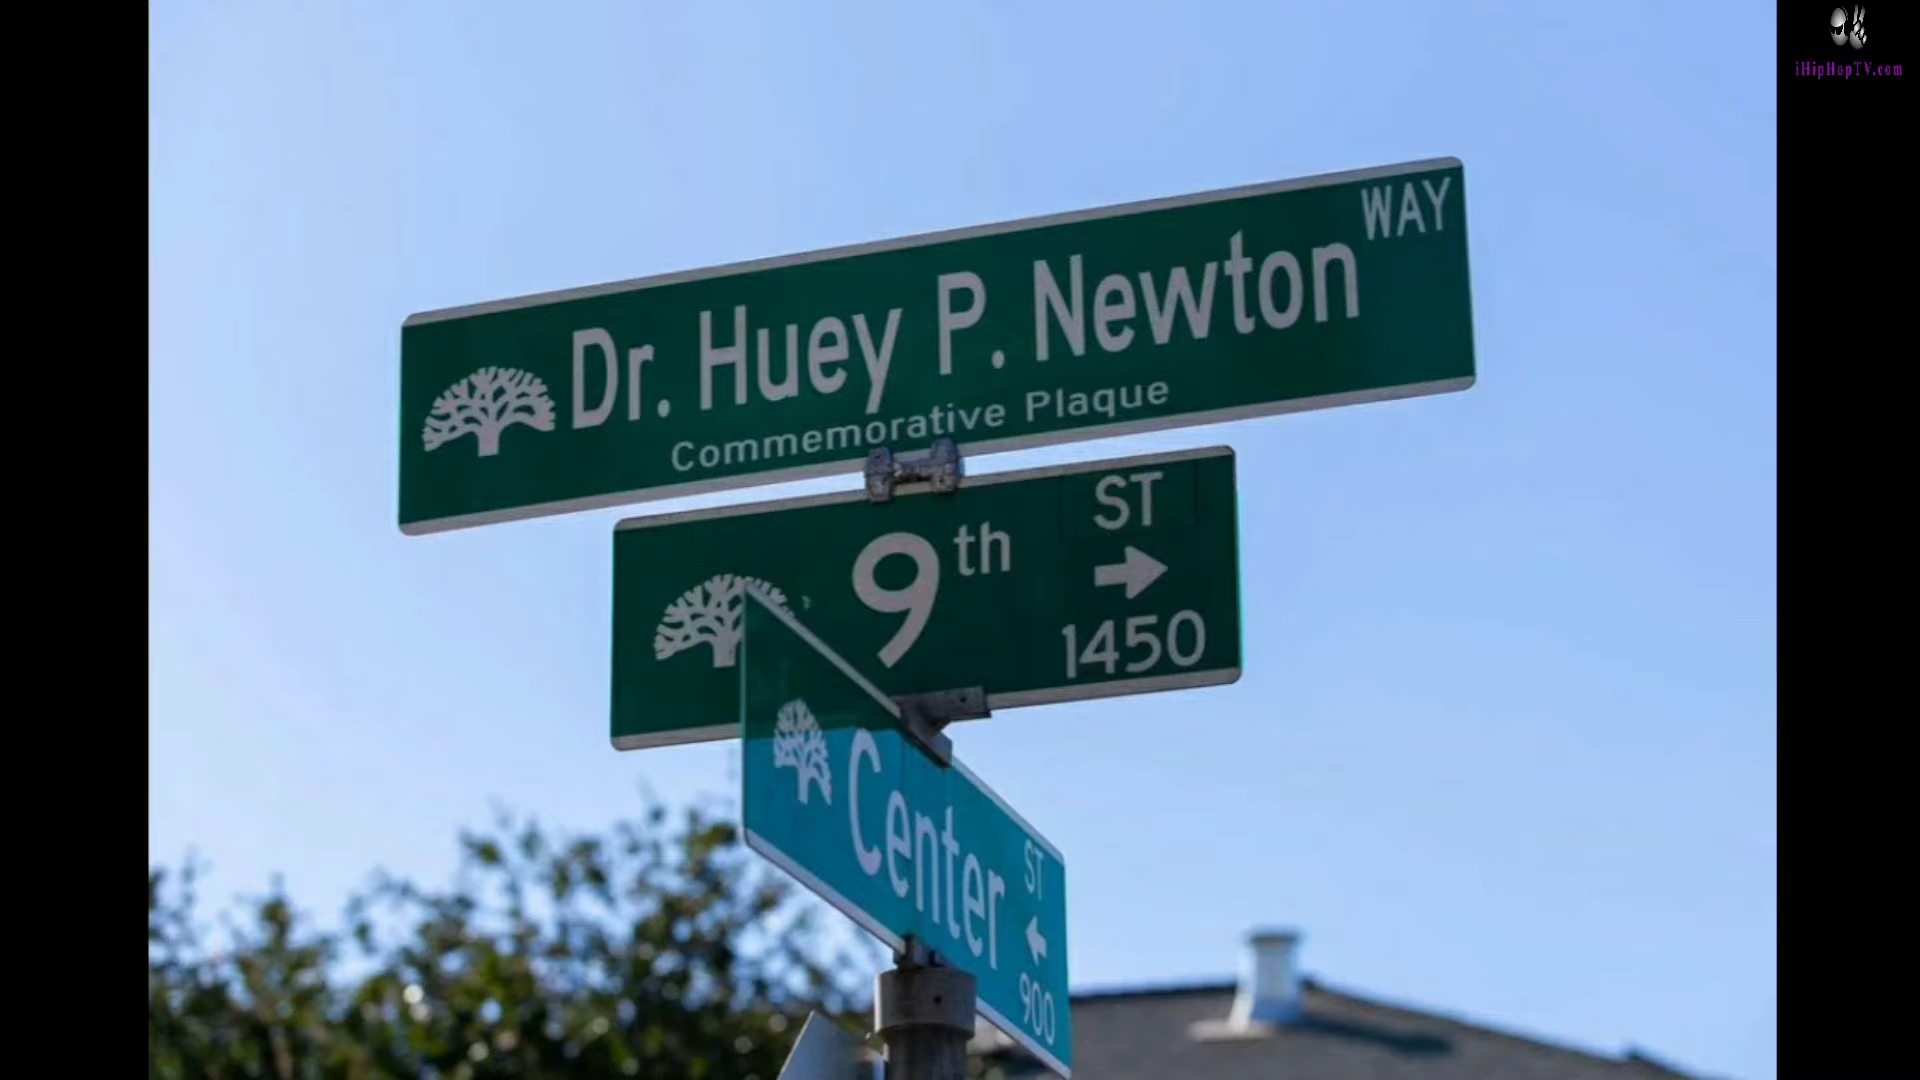 iHipHopTV.com
Dr. Huey P. Newton WAY
Commemorative Plaque
9th ST
1450
Center ST
900